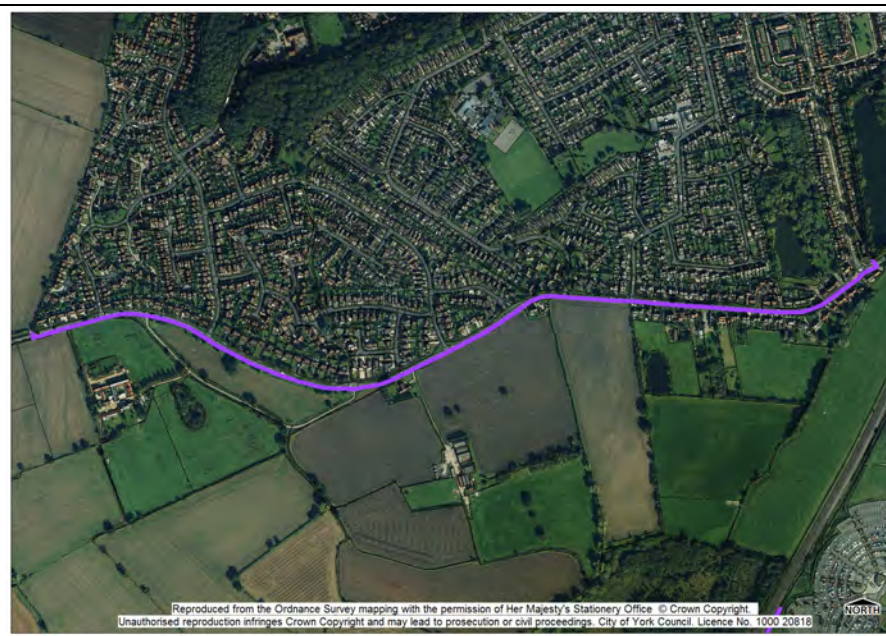 Reproduced from the Ordnance Survey mapping with the permission of Her Majesty's Stationery Office © Crown Copyright.
Unauthorised reproduction infringes Crown Copyright and may lead to prosecution or civil proceedings. City of York Council. Licence No. 1000 20818
NORTH